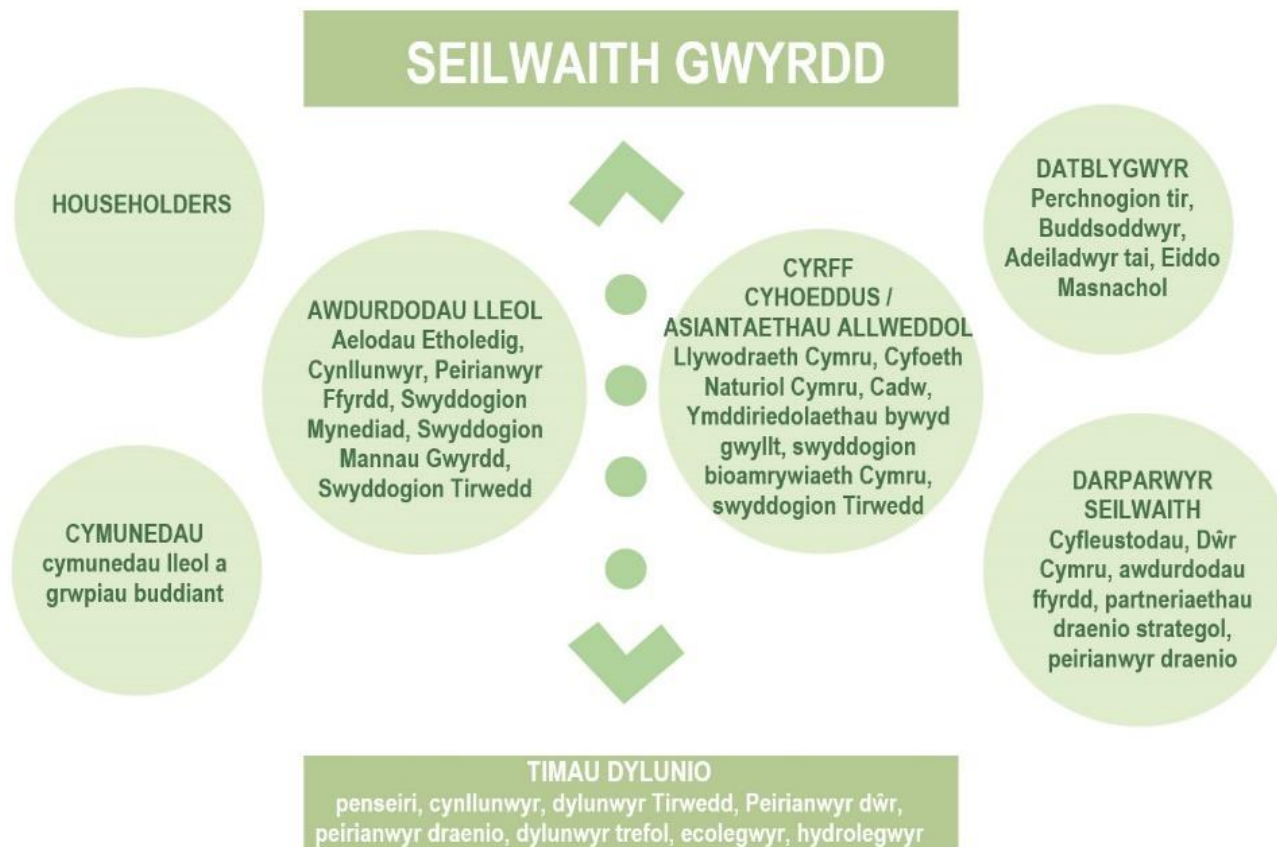 SEILWAITH GWYRDD
HOUSEHOLDERS
CYMUNEDAU
cymunedau lleol a
grwpiau buddiant
AWDURDODAU LLEOL
Aelodau Etholedig,
Cynllunwyr, Peirianwyr
Ffyrdd, Swyddogion
Mynediad, Swyddogion
Mannau Gwyrdd,
Swyddogion Tirwedd
CYRFF
CYHOEDDUS /
ASIANTAETHAU ALLWEDDOL
Llywodraeth Cymru, Cyfoeth
Naturiol Cymru, Cadw,
Ymddiriedolaethau bywyd
gwyllt, swyddogion
bioamrywiaeth Cymru,
swyddogion Tirwedd
DATBLYGWYR
Perchnogion tir,
Buddsoddwyr,
Adeiladwyr tai, Eiddo
Masnachol
DARPARWYR
SEILWAITH
Cyfleustodau, Dŵr
Cymru, awdurdodau
ffyrdd, partneriaethau
draenio strategol,
peirianwyr draenio
TIMAU DYLUNIO
penseiri, cynllunwyr, dylunwyr Tirwedd, Peirianwyr dŵr,
peirianwyr draenio, dylunwyr trefol, ecolegwyr, hydrolegwyr